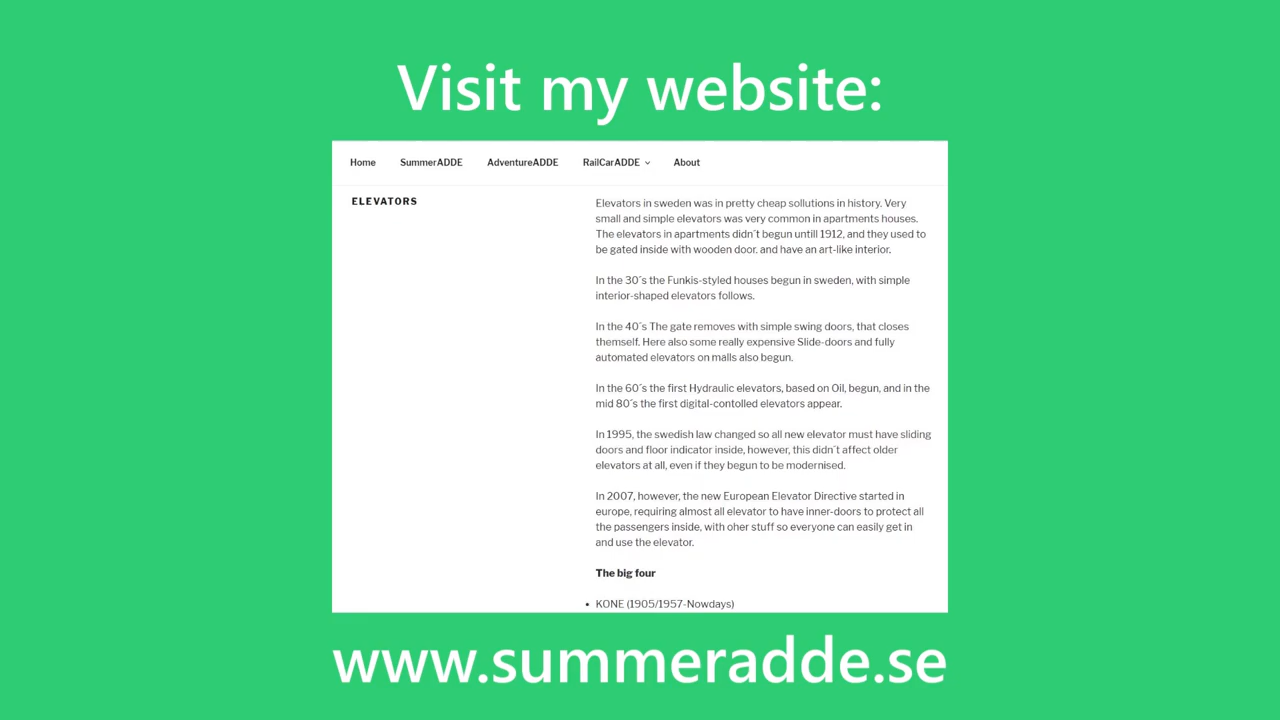 Visit my website:
Home SummerADDE AdventureADDE RailCarADDE About
ELEVATORS
Elevators in sweden was in pretty cheap sollutions in history. Very
small and simple elevators was very common in apartments houses.
The elevators in apartments didn´t begun untill 1912, and they used to
be gated inside with wooden door. and have an art-like interior.
In the 30´s the Funkis-styled houses begun in sweden, with simple
interior-shaped elevators follows.
In the 40´s The gate removes with simple swing doors, that closes
themself. Here also some really expensive Slide-doors and fully
automated elevators on malls also begun.
In the 60´s the first Hydraulic elevators, based on Oil, begun, and in the
mid 80´s the first digital-contolled elevators appear.
In 1995, the swedish law changed so all new elevator must have sliding
doors and floor indicator inside, however, this didn´t affect older
elevators at all, even if they begun to be modernised.
In 2007, however, the new European Elevator Directive started in
europe, requiring almost all elevator to have inner-doors to protect all
the passengers inside, with oher stuff so everyone can easily get in
and use the elevator.
The big four
• KONE (1905/1957-Nowdays)
www.summeradde.se